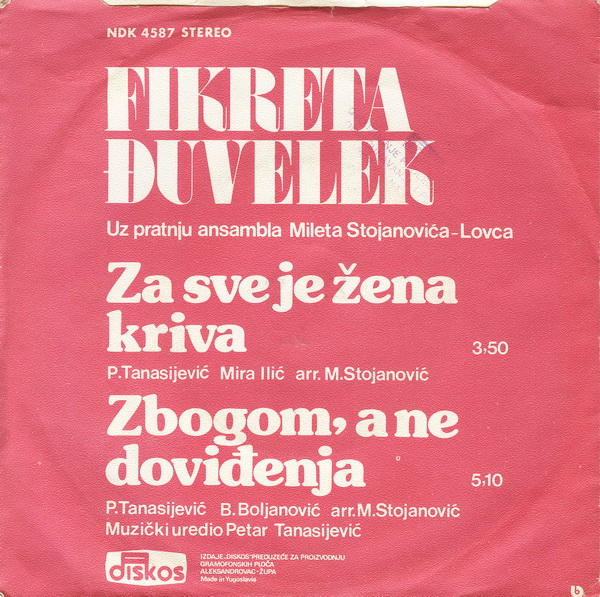 NDK 4587 STEREO
FIKRETA
ĐUVELEK
Uz pratnju ansambla Mileta Stojanovića-Lovca
Za sve je žena
kriva 3,50
P.Tanasijević Mira Ilić arr. M.Stojanović
Zbogom, a ne
doviđenja 5,10
P.Tanasijević B.Boljanović arr.M.Stojanović
Muzički uredio Petar Tanasijević
diskos
IZDAJE „DISKOS" PREDUZEĆE ZA PROIZVODNJU
GRAMOFONSKIH PLOČA
ALEKSANDROVAC-ŽUPA
Made in Yugoslavia
b